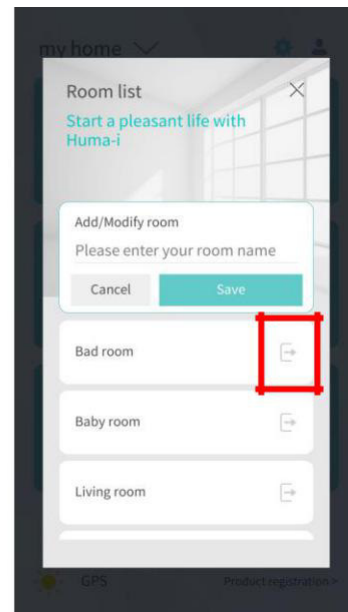 my home
Room list
Start a pleasant life with
Huma-i
Add/Modify room
Please enter your room name
Cancel Save
Bad room
Baby room
Living room
GPS Product registration >